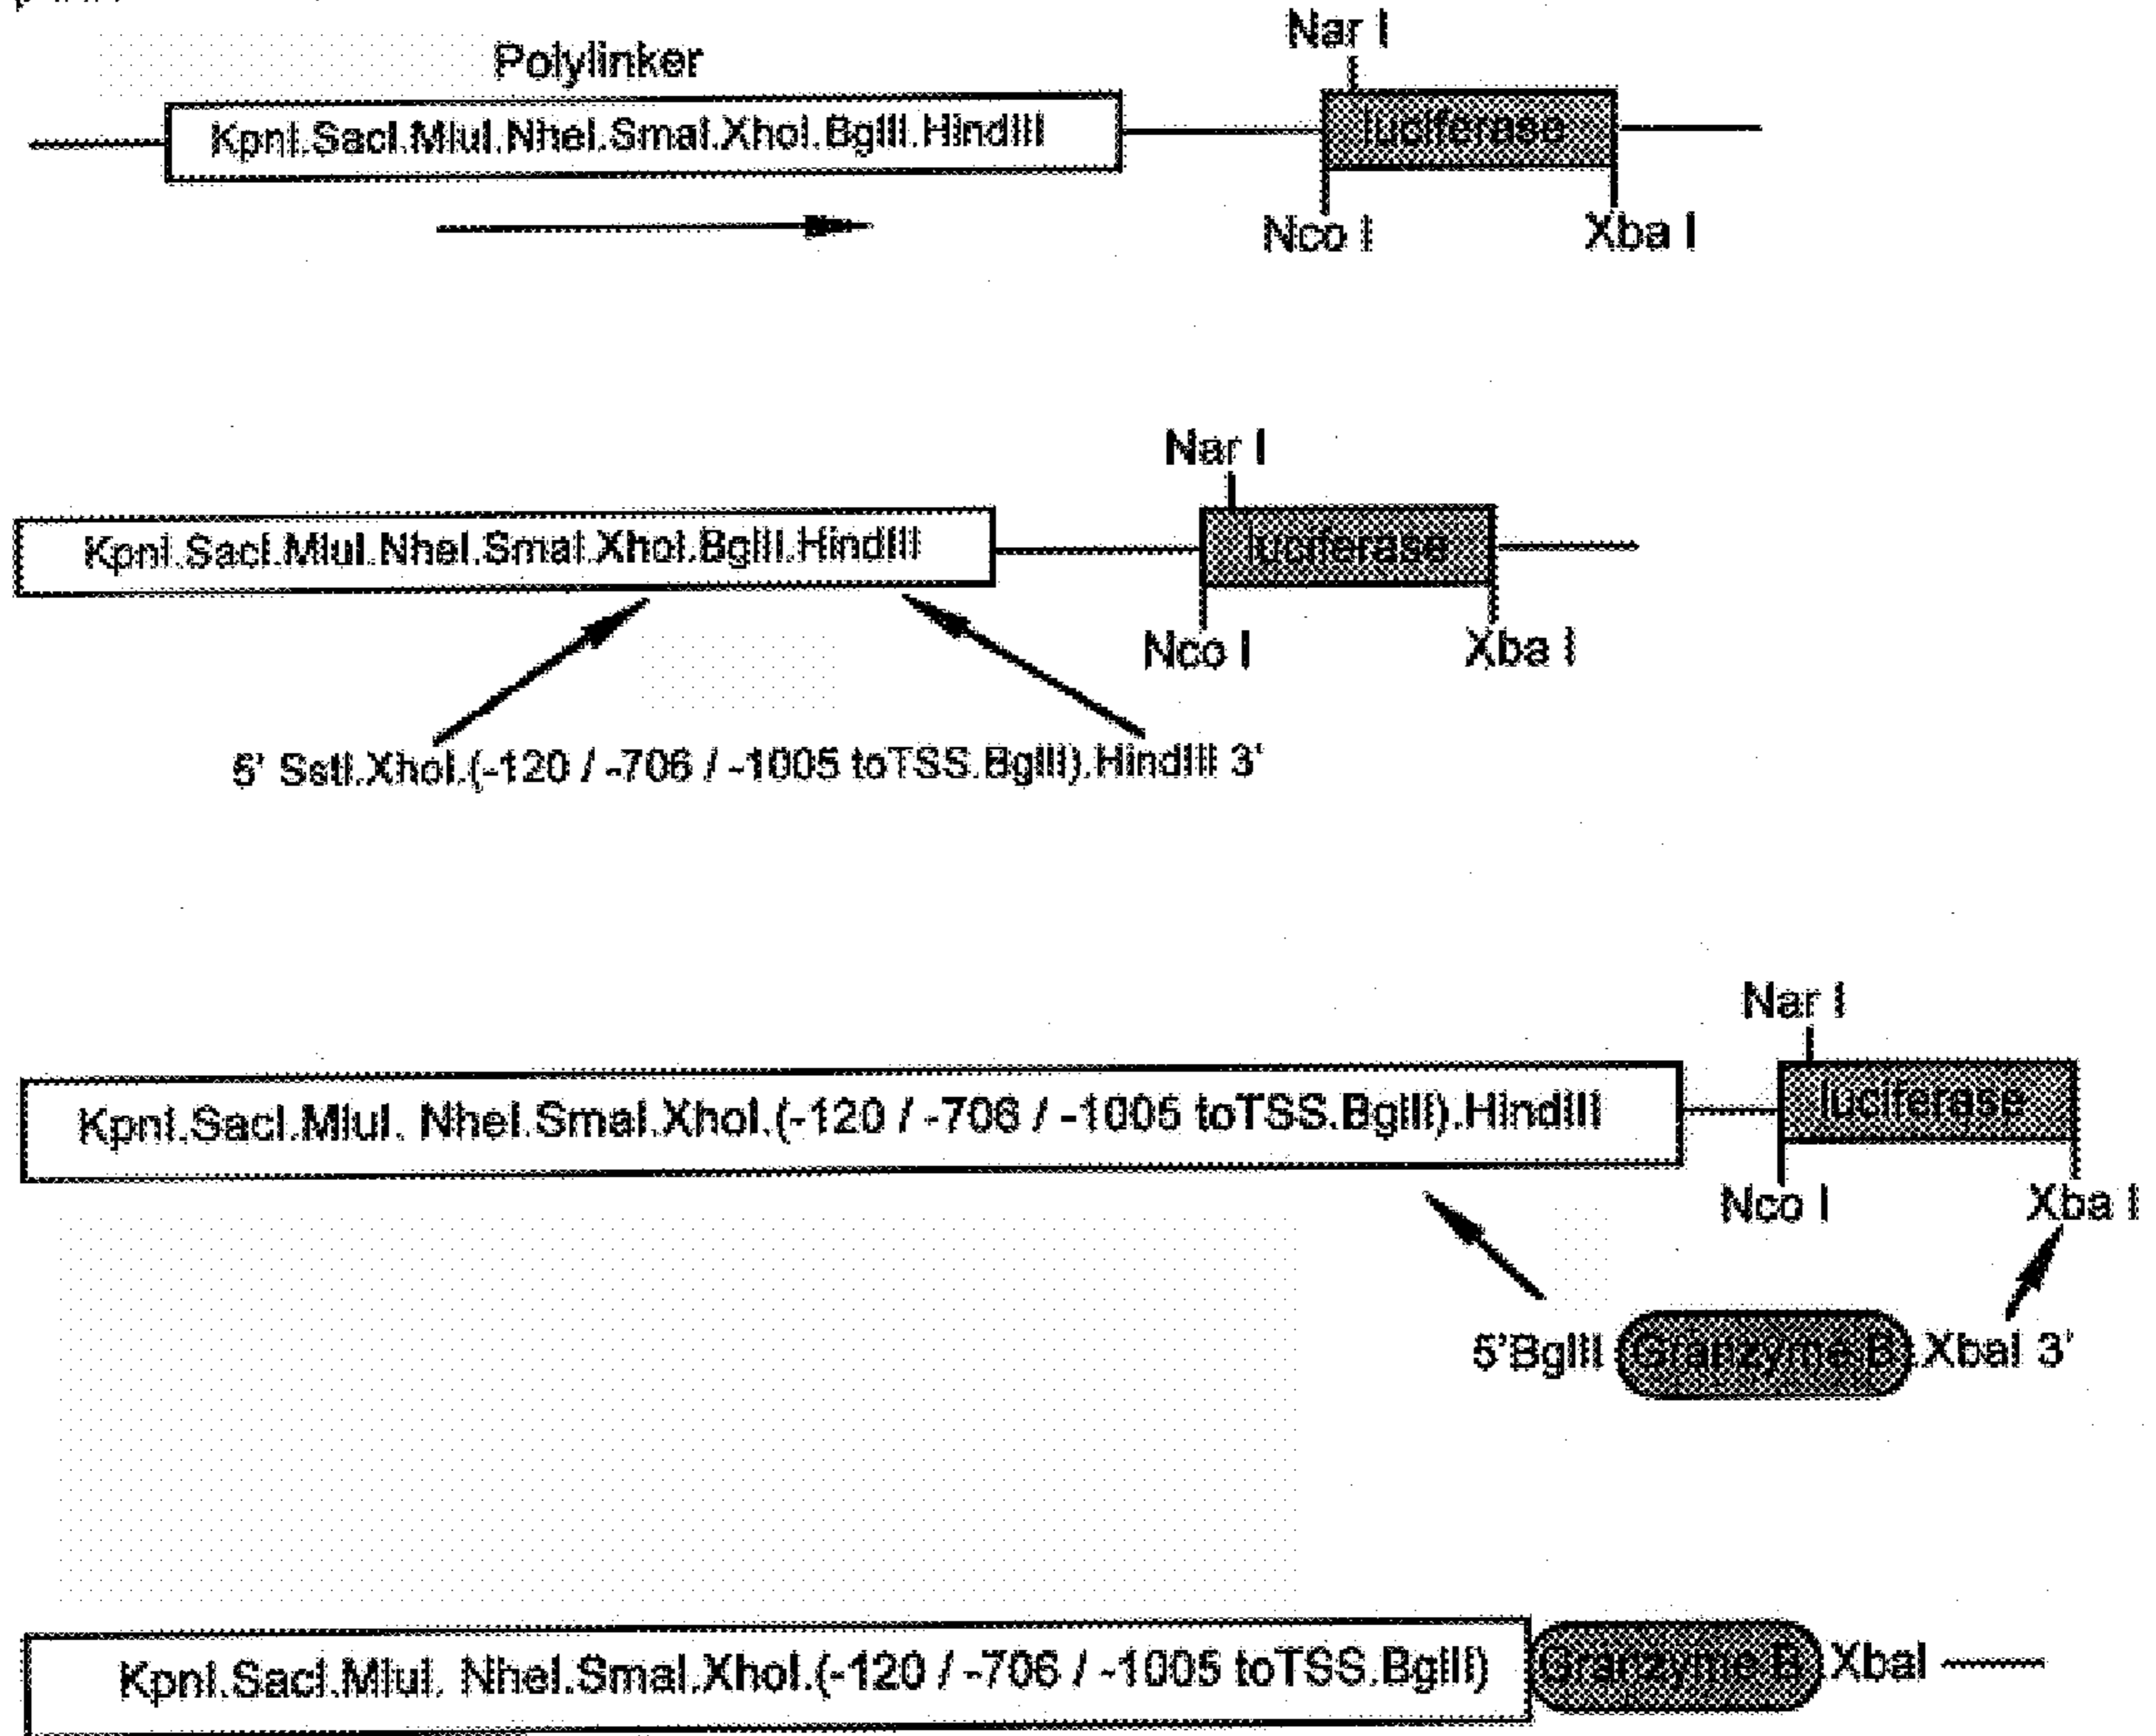 Nar I
Polylinker
KpnI.SacI.MluI.NheI.SmaI.XhoI.BglII.HindIII
luciferase
Nco I
Xba I
Nar I
KpnI.SacI.MluI.NheI.SmaI.XhoI.BglII.HindIII
luciferase
Nco I
Xba I
5' SstI.XhoI.(-120 / -706 / -1005 toTSS.BglII).HindIII 3'
Nar I
KpnI.SacI.MluI. NheI.SmaI.XhoI.(-120 / -706 / -1005 toTSS.BglII).HindIII
luciferase
Nco I
Xba I
5'BglII Granzyme B.XbaI 3'
KpnI.SacI.MluI. NheI.SmaI.XhoI.(-120 / -706 / -1005 toTSS.BglII) Granzyme B.XbaI